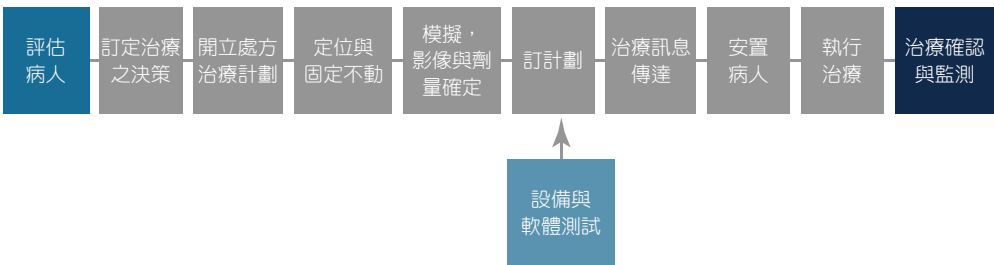 評估
病人
訂定治療
之決策
開立處方
治療計劃
定位與
固定不動
模擬，
影像與劑
量確定
訂計劃
治療訊息
傳達
安置
病人
執行
治療
治療確認
與監測
設備與
軟體測試